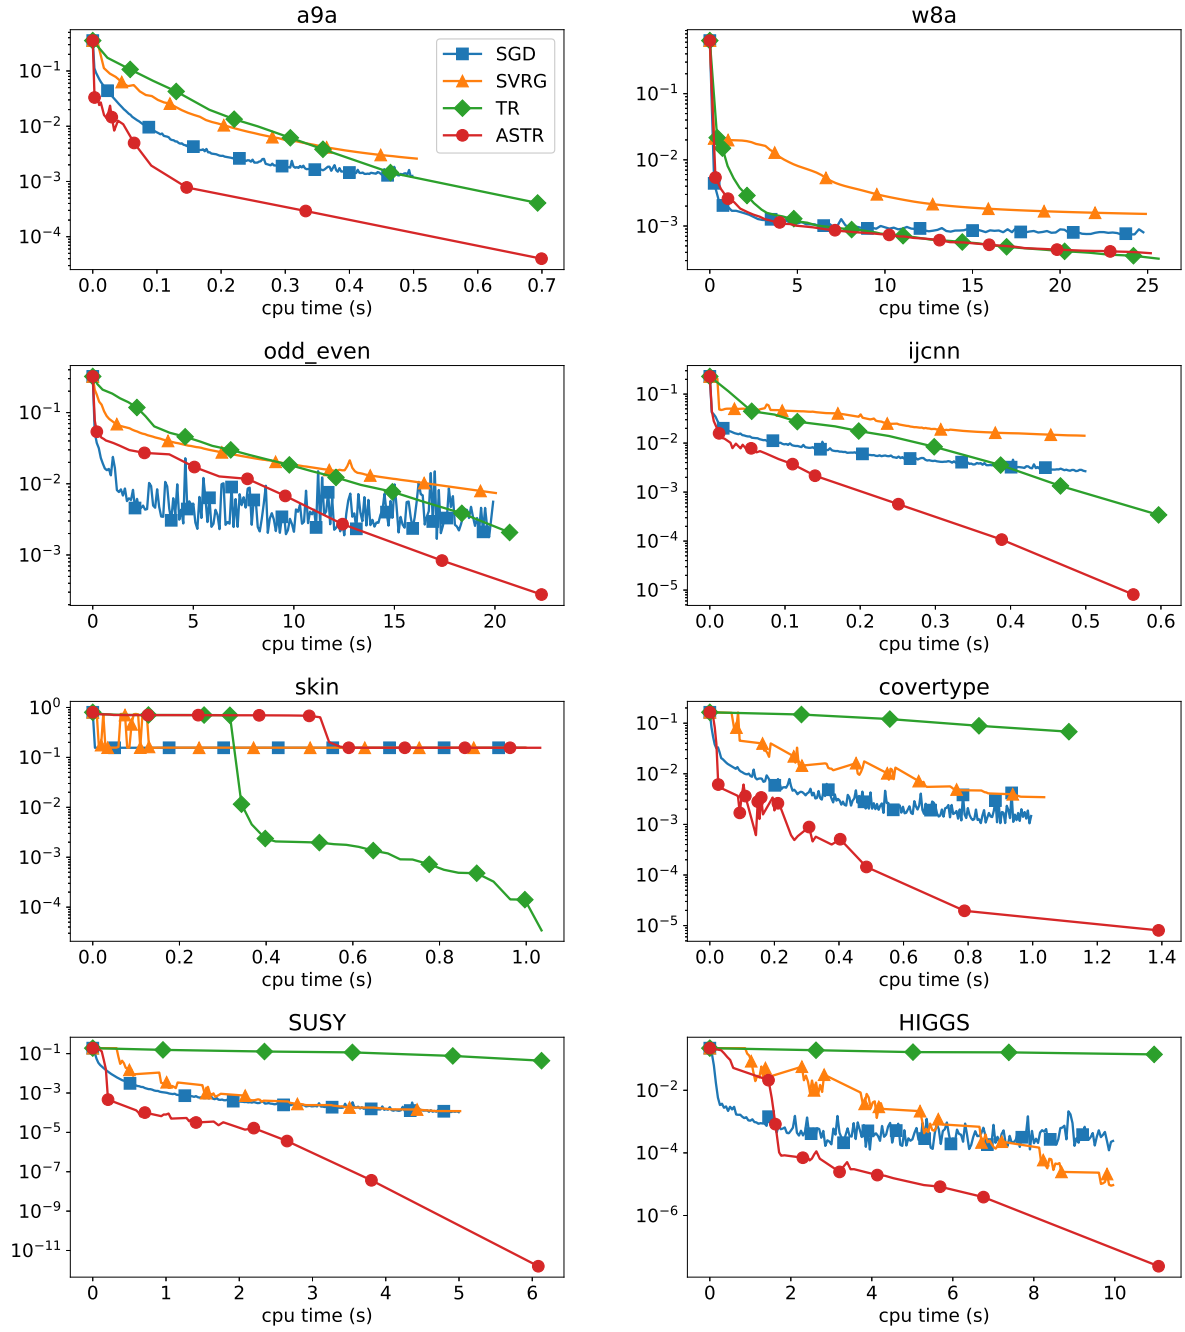 a9a
10⁻¹
10⁻²
10⁻³
10⁻⁴
0.0 0.1 0.2 0.3 0.4 0.5 0.6 0.7
cpu time (s)
SGD
SVRG
TR
ASTR
w8a
10⁻¹
10⁻²
10⁻³
0 5 10 15 20 25
cpu time (s)
odd_even
10⁻¹
10⁻²
10⁻³
0 5 10 15 20
cpu time (s)
ijcnn
10⁻¹
10⁻²
10⁻³
10⁻⁴
10⁻⁵
0.0 0.1 0.2 0.3 0.4 0.5 0.6
cpu time (s)
skin
10⁰
10⁻¹
10⁻²
10⁻³
10⁻⁴
0.0 0.2 0.4 0.6 0.8 1.0
cpu time (s)
covertype
10⁻¹
10⁻²
10⁻³
10⁻⁴
10⁻⁵
0.0 0.2 0.4 0.6 0.8 1.0 1.2 1.4
cpu time (s)
SUSY
10⁻¹
10⁻³
10⁻⁵
10⁻⁷
10⁻⁹
10⁻¹¹
0 1 2 3 4 5 6
cpu time (s)
HIGGS
10⁻²
10⁻⁴
10⁻⁶
0 2 4 6 8 10
cpu time (s)